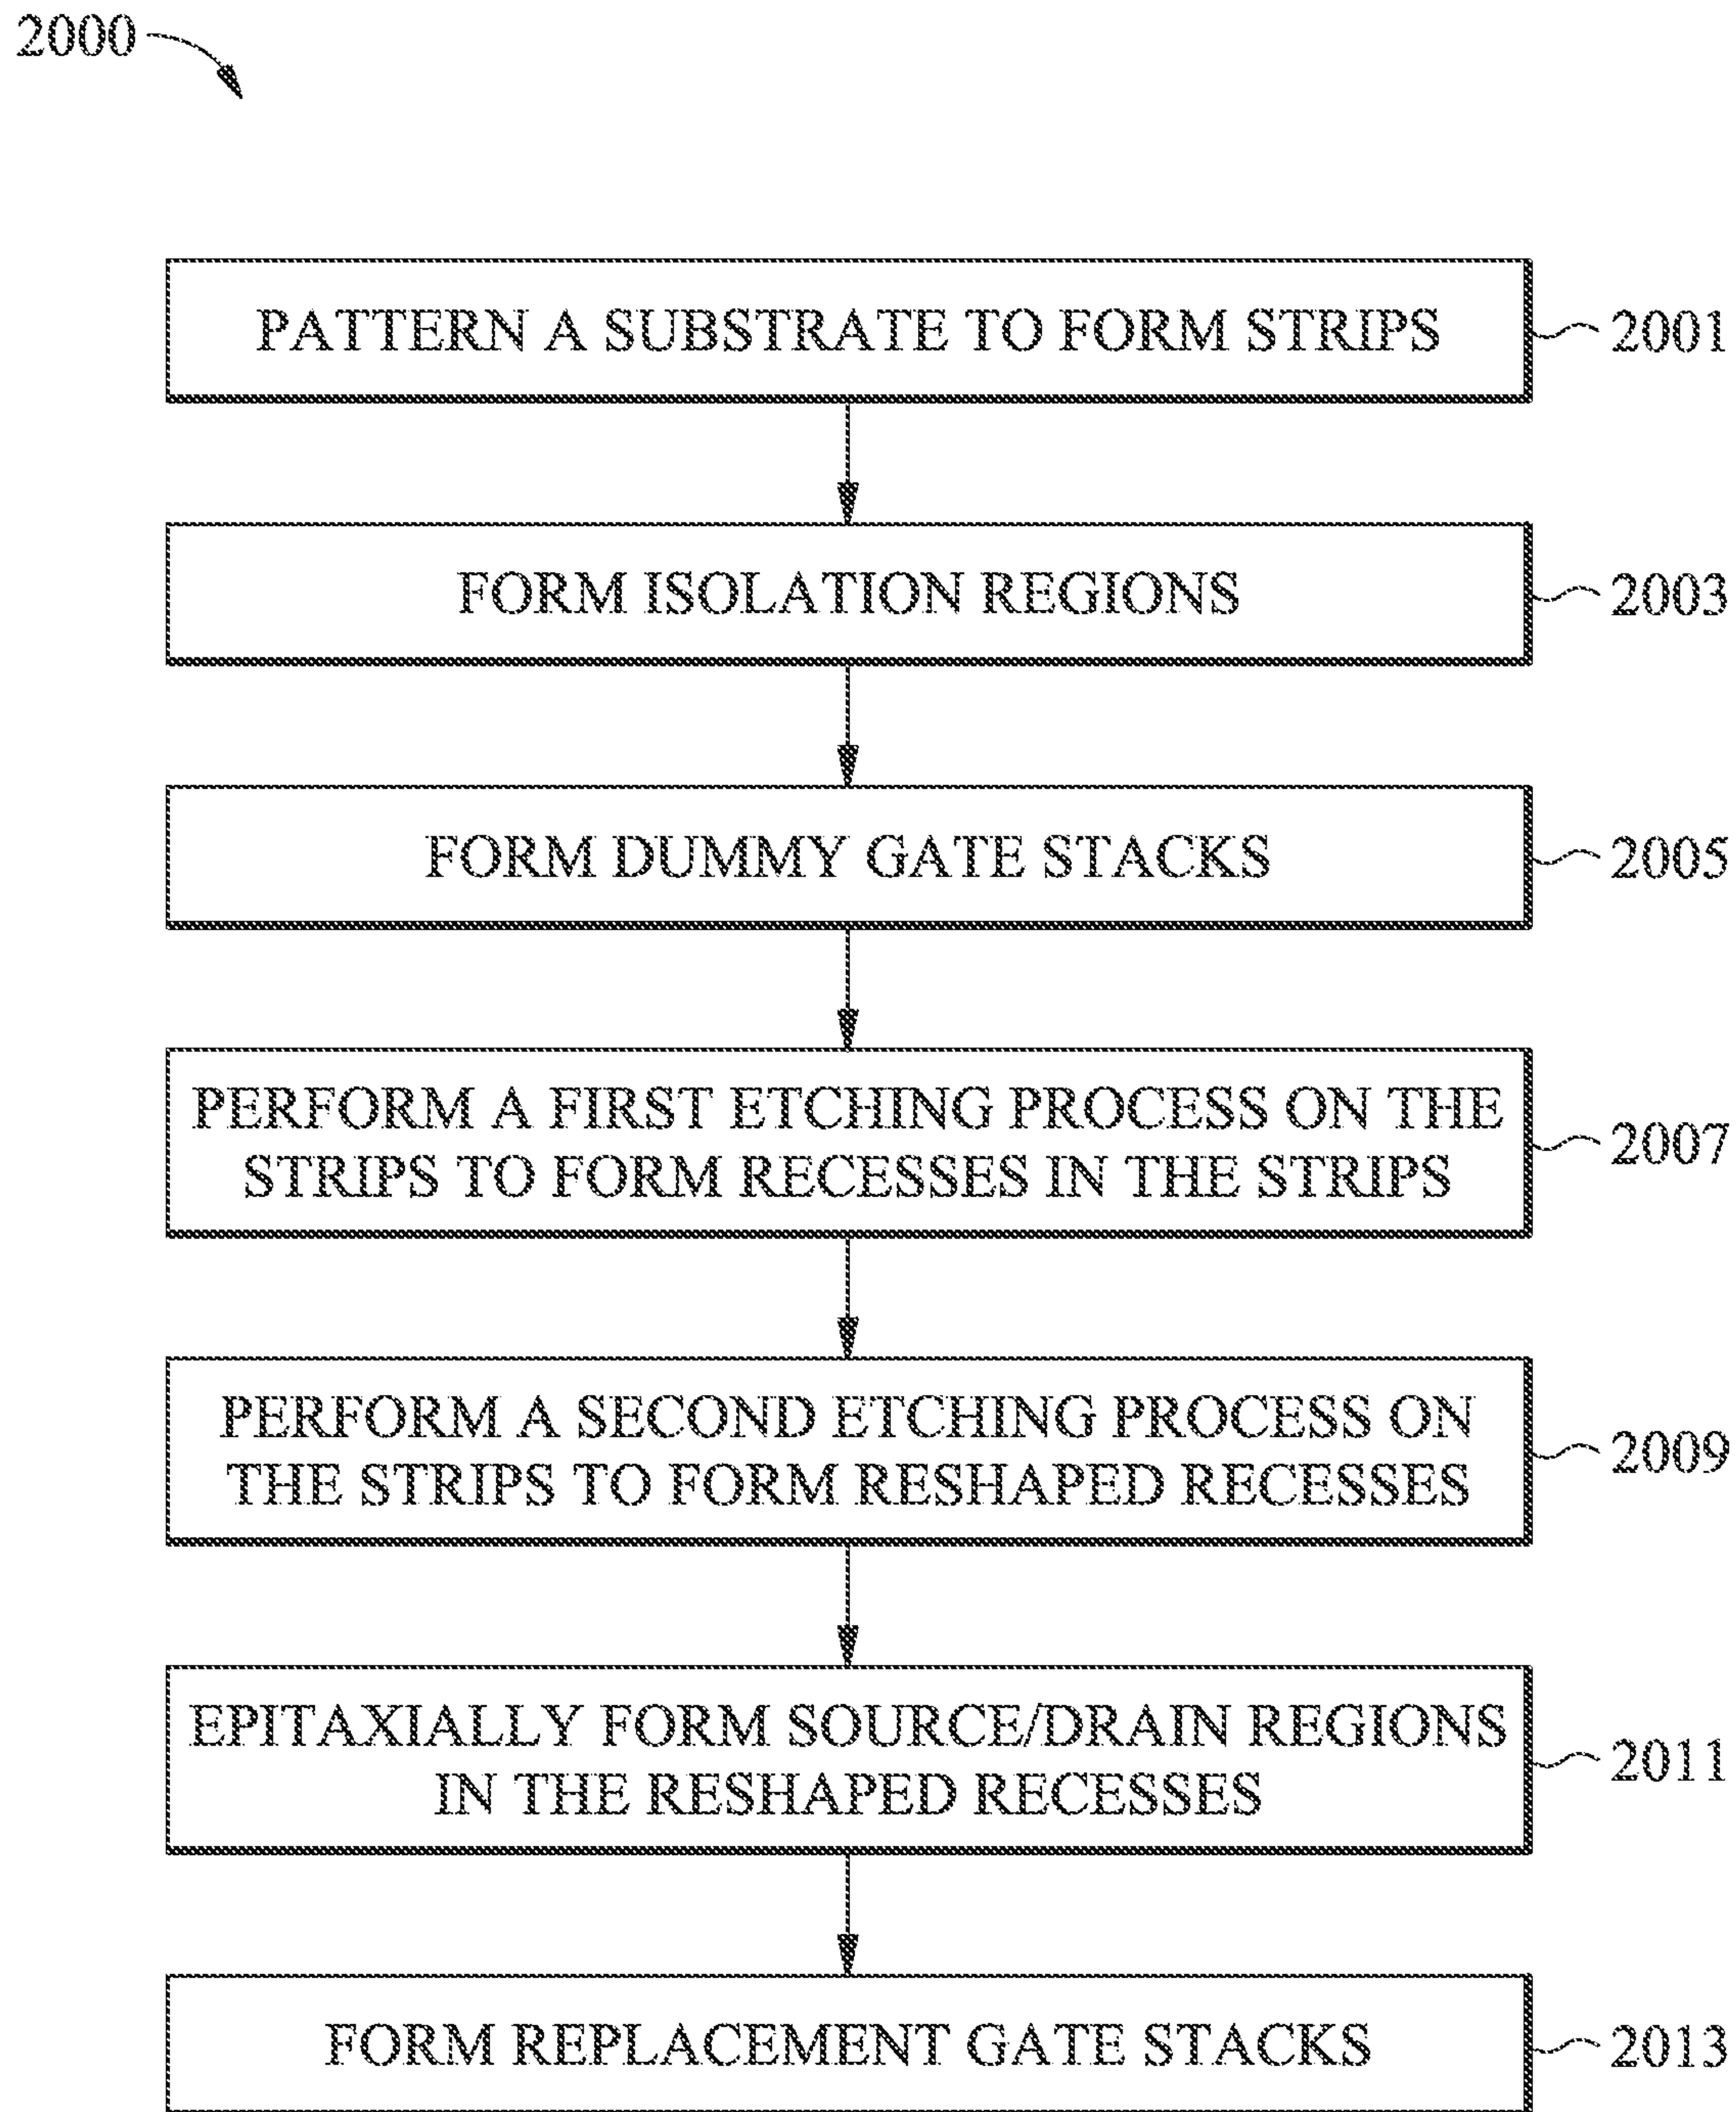 2000
PATTERN A SUBSTRATE TO FORM STRIPS
2001
FORM ISOLATION REGIONS
2003
FORM DUMMY GATE STACKS
2005
PERFORM A FIRST ETCHING PROCESS ON THE
STRIPS TO FORM RECESSES IN THE STRIPS
2007
PERFORM A SECOND ETCHING PROCESS ON
THE STRIPS TO FORM RESHAPED RECESSES
2009
EPITAXIALLY FORM SOURCE/DRAIN REGIONS
IN THE RESHAPED RECESSES
2011
FORM REPLACEMENT GATE STACKS
2013